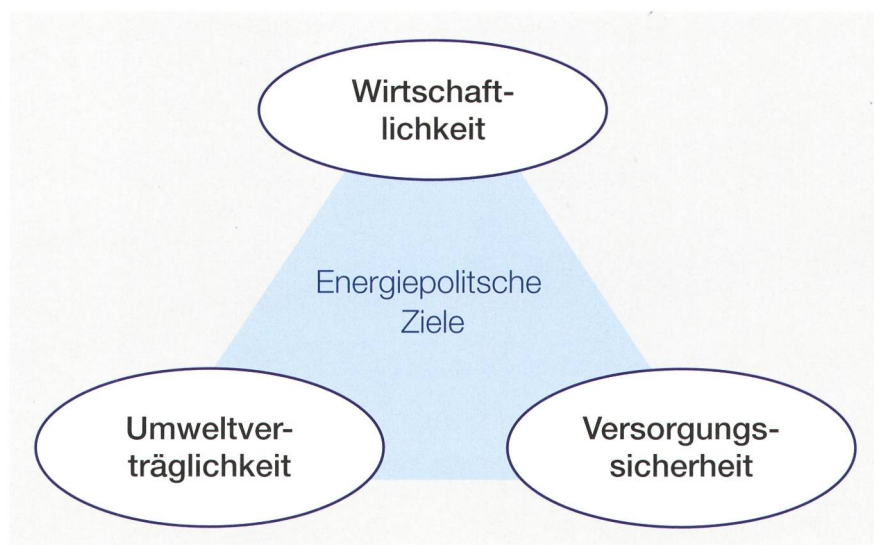 Wirtschaft-
lichkeit
Energiepolitsche
Ziele
Umweltver-
träglichkeit
Versorgungs-
sicherheit